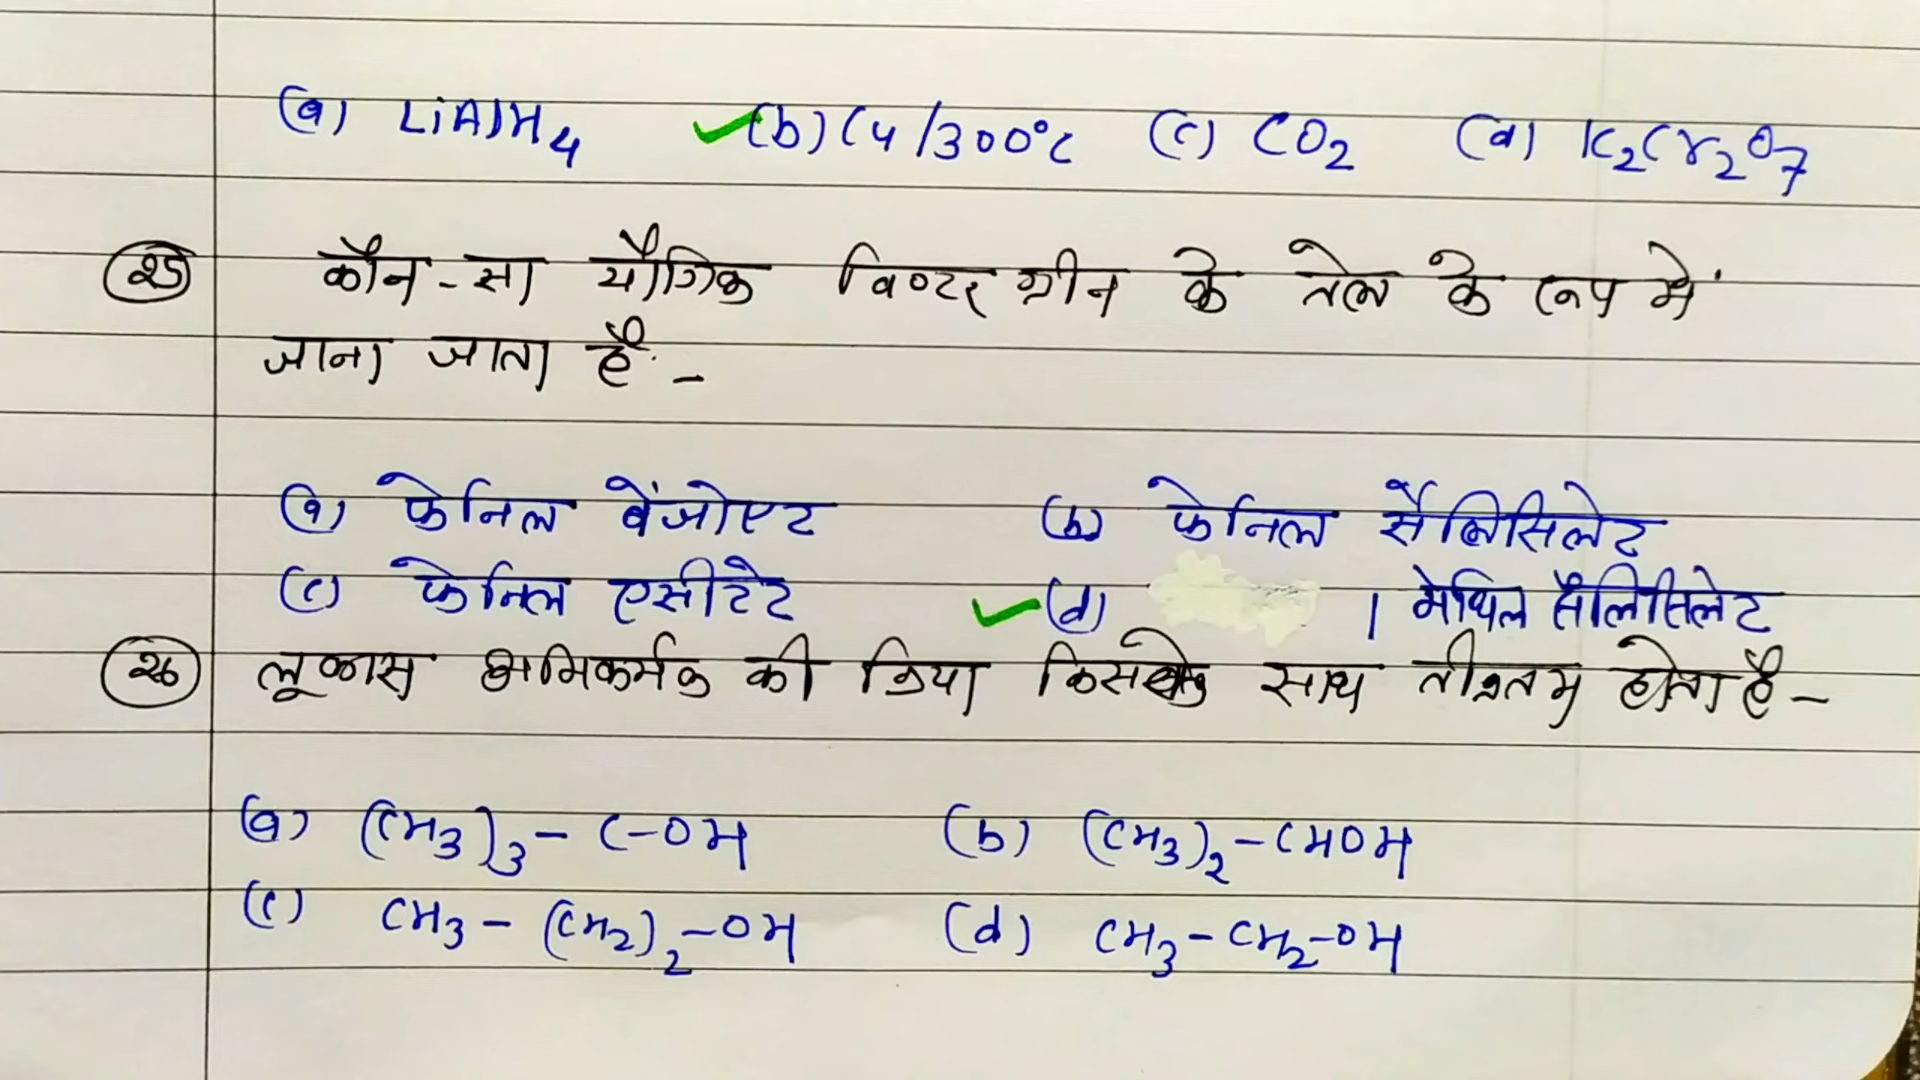 (a) LiAlH4 (b) Cu/300°C (c) CO2 (d) K2Cr2O7
25 कौन-सा यौगिक विण्टर ग्रीन के तेल के रूप में
जाना जाता है -
(a) फेनिल बेंजोएट (b) फेनिल सैलिसिलेट
(c) फेनिल एसीटेट (d) । मेथिल सैलिसिलेट
26 लूकास अभिकर्मक की क्रिया किसके साथ तीव्रतम होता है -
(a) (CH3)3 - C-OH (b) (CH3)2-CHOH
(c) CH3 - (CH2)2-OH (d) CH3-CH2-OH